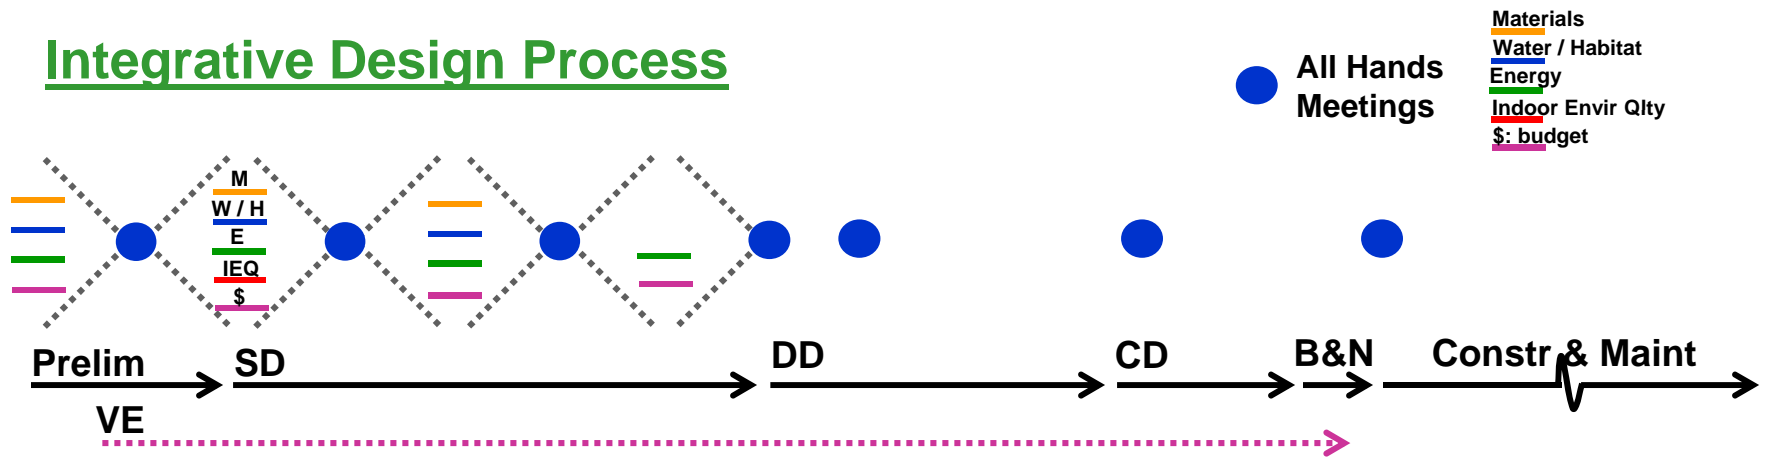 Integrative Design Process
All Hands
Meetings
Materials
Water / Habitat
Energy
Indoor Envir Qlty
$: budget
M
W / H
E
IEQ
$
Prelim
SD
DD
CD
B&N
Constr & Maint
VE